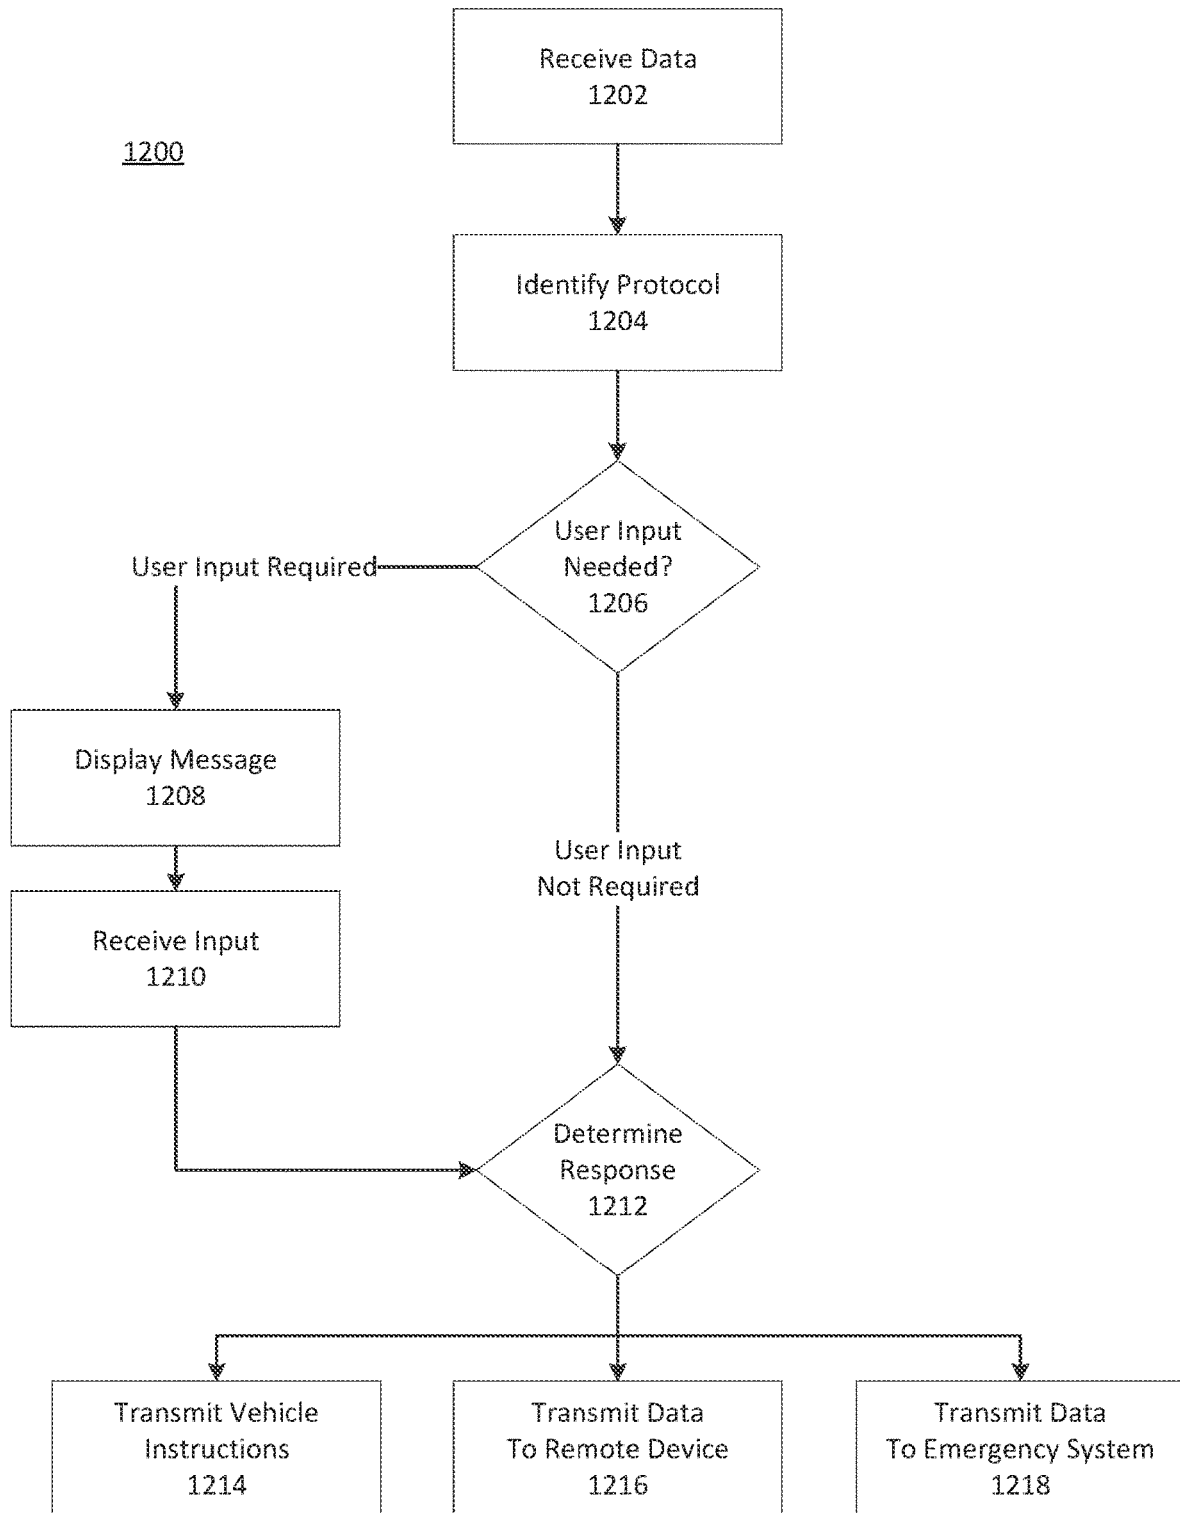 Receive Data
1202
1200
Identify Protocol
1204
User Input
Needed?
1206
User Input Required
Display Message
1208
User Input
Not Required
Receive Input
1210
Determine
Response
1212
Transmit Vehicle
Instructions
1214
Transmit Data
To Remote Device
1216
Transmit Data
To Emergency System
1218